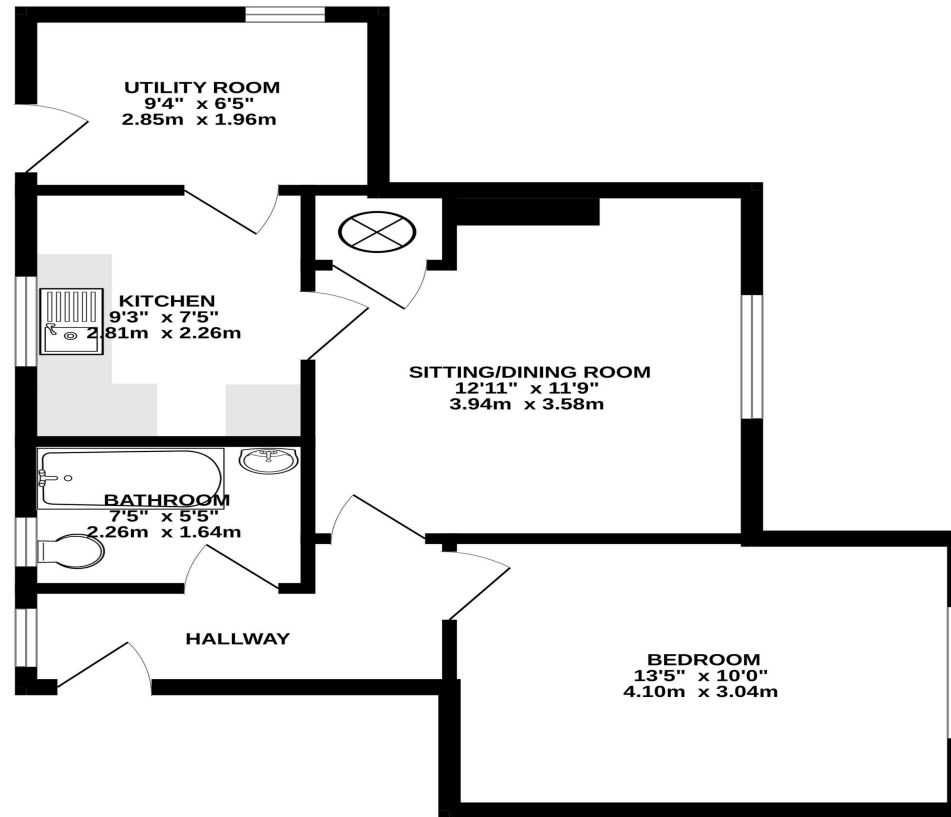 UTILITY ROOM
9'4" x 6'5"
2.85m x 1.96m
KITCHEN
9'3" x 7'5"
2.81m x 2.26m
SITTING/DINING ROOM
12'11" x 11'9"
3.94m x 3.58m
BATHROOM
7'5" x 5'5"
2.26m x 1.64m
HALLWAY
BEDROOM
13'5" x 10'0"
4.10m x 3.04m